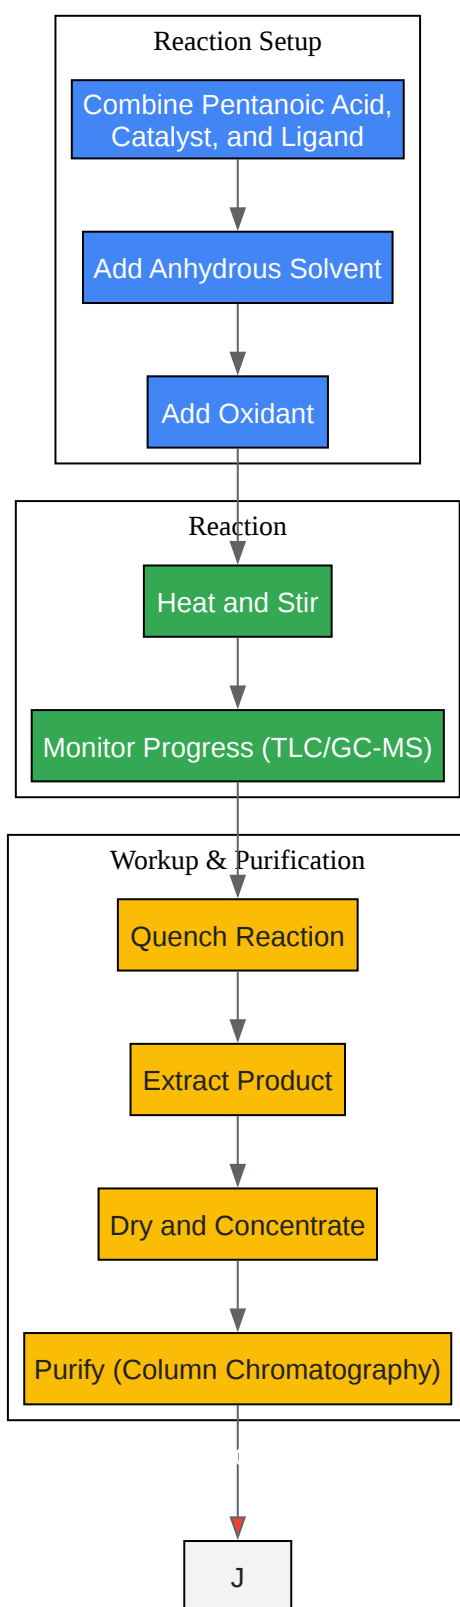 Reaction Setup
Combine Pentanoic Acid,
Catalyst, and Ligand
Add Anhydrous Solvent
Add Oxidant
Reaction
Heat and Stir
Monitor Progress (TLC/GC-MS)
Workup & Purification
Quench Reaction
Extract Product
Dry and Concentrate
Purify (Column Chromatography)
J